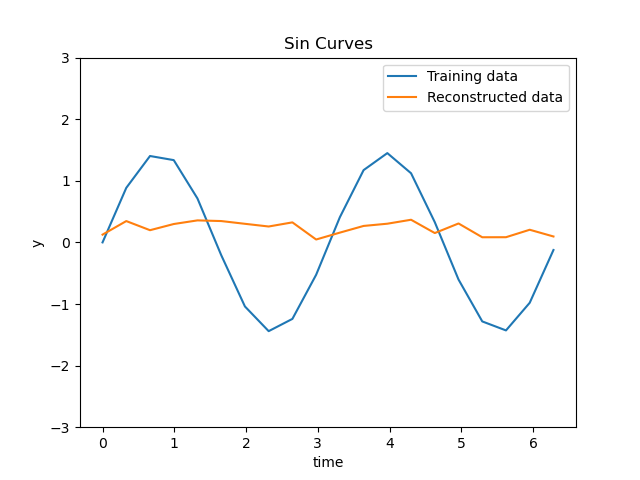 Sin Curves
Training data
Reconstructed data
3
2
1
0
−1
−2
−3
y
0 1 2 3 4 5 6
time